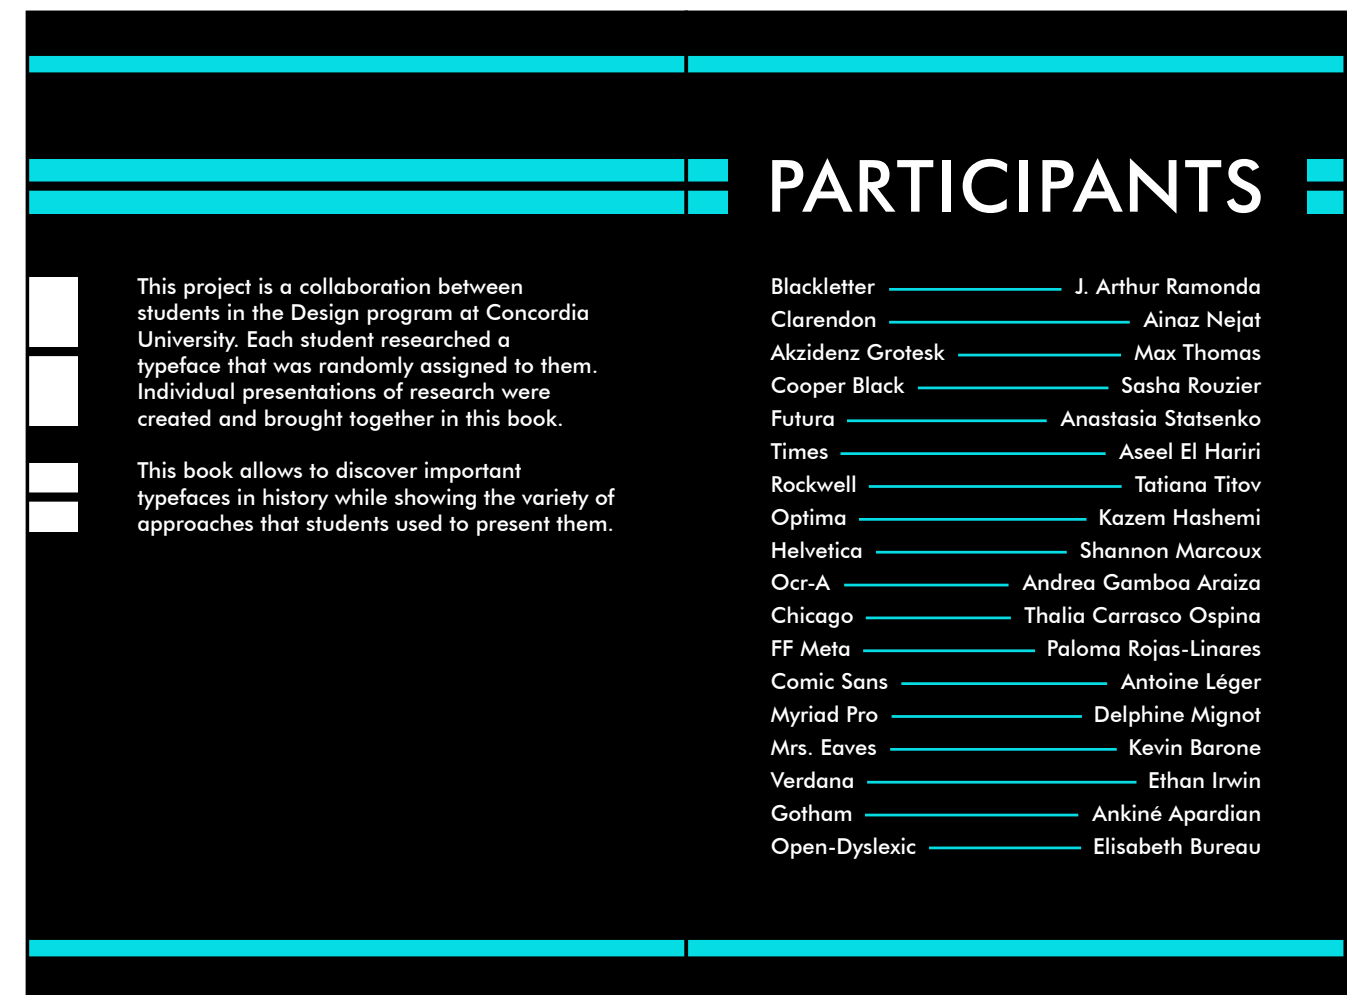 PARTICIPANTS
This project is a collaboration between
students in the Design program at Concordia
University. Each student researched a
typeface that was randomly assigned to them.
Individual presentations of research were
created and brought together in this book.
This book allows to discover important
typefaces in history while showing the variety of
approaches that students used to present them.
Blackletter J. Arthur Ramonda
Clarendon Ainaz Nejat
Akzidenz Grotesk Max Thomas
Cooper Black Sasha Rouzier
Futura Anastasia Statsenko
Times Aseel El Hariri
Rockwell Tatiana Titov
Optima Kazem Hashemi
Helvetica Shannon Marcoux
Ocr-A Andrea Gamboa Araiza
Chicago Thalia Carrasco Ospina
FF Meta Paloma Rojas-Linares
Comic Sans Antoine Léger
Myriad Pro Delphine Mignot
Mrs. Eaves Kevin Barone
Verdana Ethan Irwin
Gotham Ankiné Apardian
Open-Dyslexic Elisabeth Bureau